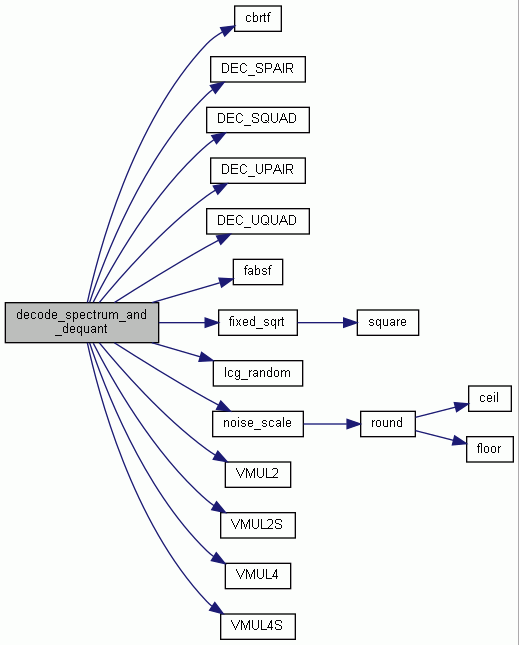 cbrtf
DEC_SPAIR
DEC_SQUAD
DEC_UPAIR
DEC_UQUAD
fabsf
decode_spectrum_and
_dequant
fixed_sqrt
square
lcg_random
noise_scale
round
ceil
floor
VMUL2
VMUL2S
VMUL4
VMUL4S